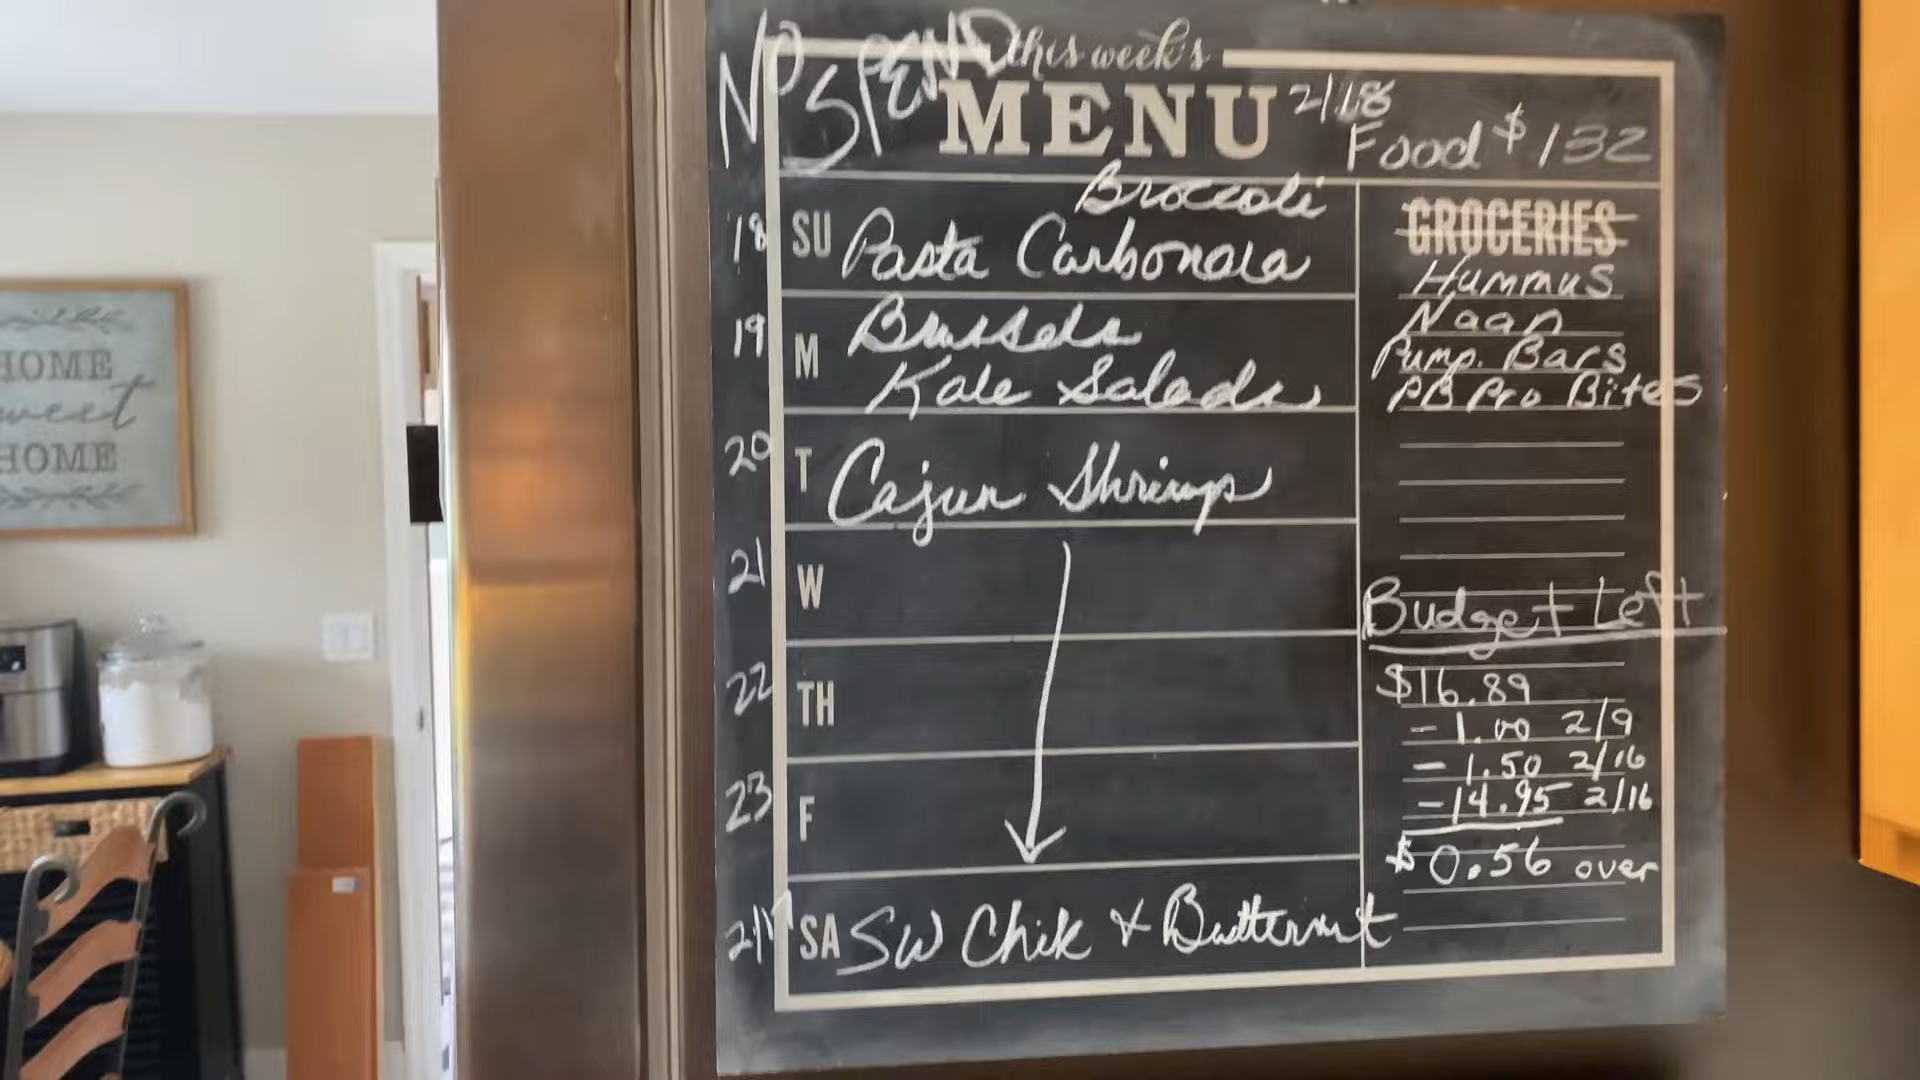 NO SPEND
this week's
MENU
2/18
Food $132
18 SU Broccoli
Pasta Carbonara
19 M Brussels
Kale Salads
20 T Cajun Shrimp
21 W
22 TH
23 F
2/17 SA SW Chik & Butternut
GROCERIES
Hummus
Naan
Pump. Bars
PB Pro Bites
Budget Left
$16.89
- 1.00 2/9
- 1.50 2/16
- 14.95 2/16
$0.56 over
HOME
sweet
HOME